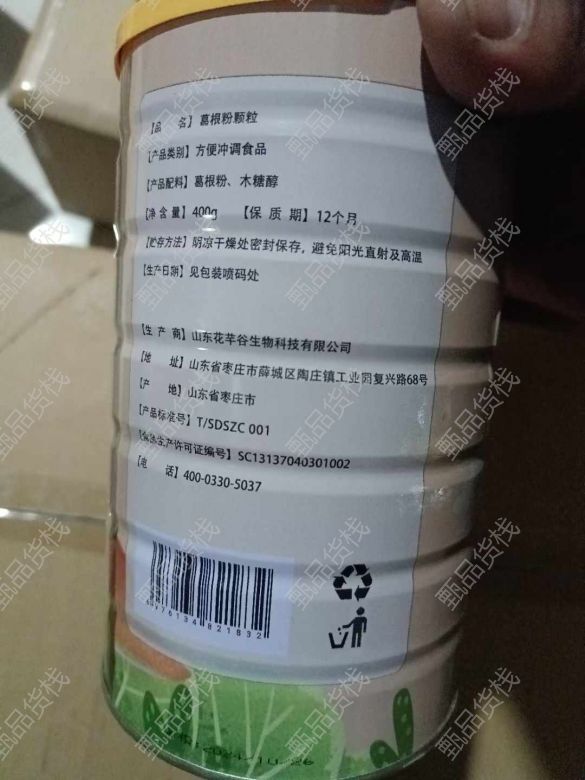 【品 名】葛根粉颗粒
【产品类别】方便冲调食品
【产品配料】葛根粉、木糖醇
【净含量】400g 【保质期】12个月
【贮存方法】阴凉干燥处密封保存，避免阳光直射及高温
【生产日期】见包装喷码处
【生产商】山东花芊谷生物科技有限公司
【地 址】山东省枣庄市薛城区陶庄镇工业园复兴路68号
【产 地】山东省枣庄市
【产品标准号】T/SDSZC 001
【食品生产许可证编号】SC13137040301002
【电 话】400-0330-5037
6976134821832
甄品货栈